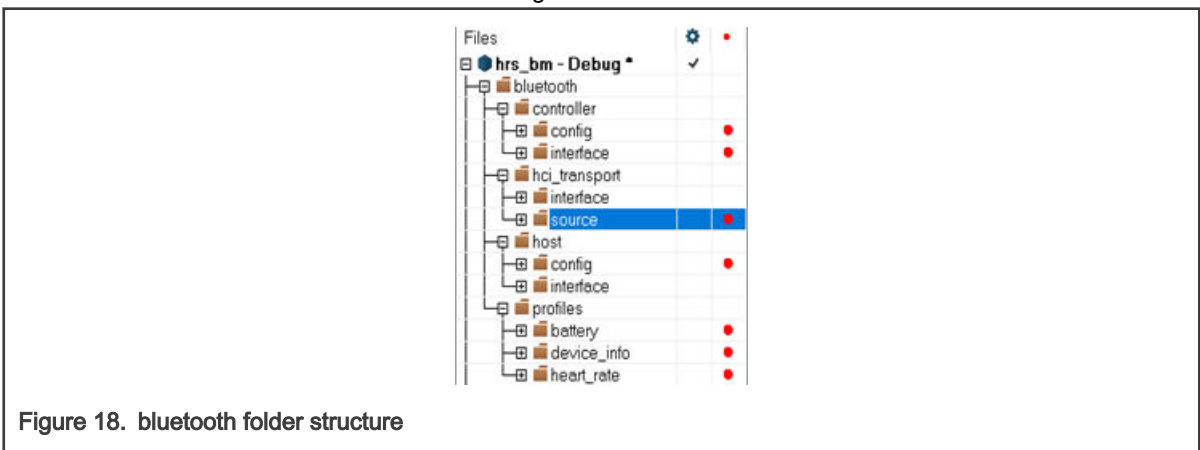 Files
hrs_bm - Debug *
bluetooth
controller
config
interface
hci_transport
interface
source
host
config
interface
profiles
battery
device_info
heart_rate
Figure 18. bluetooth folder structure